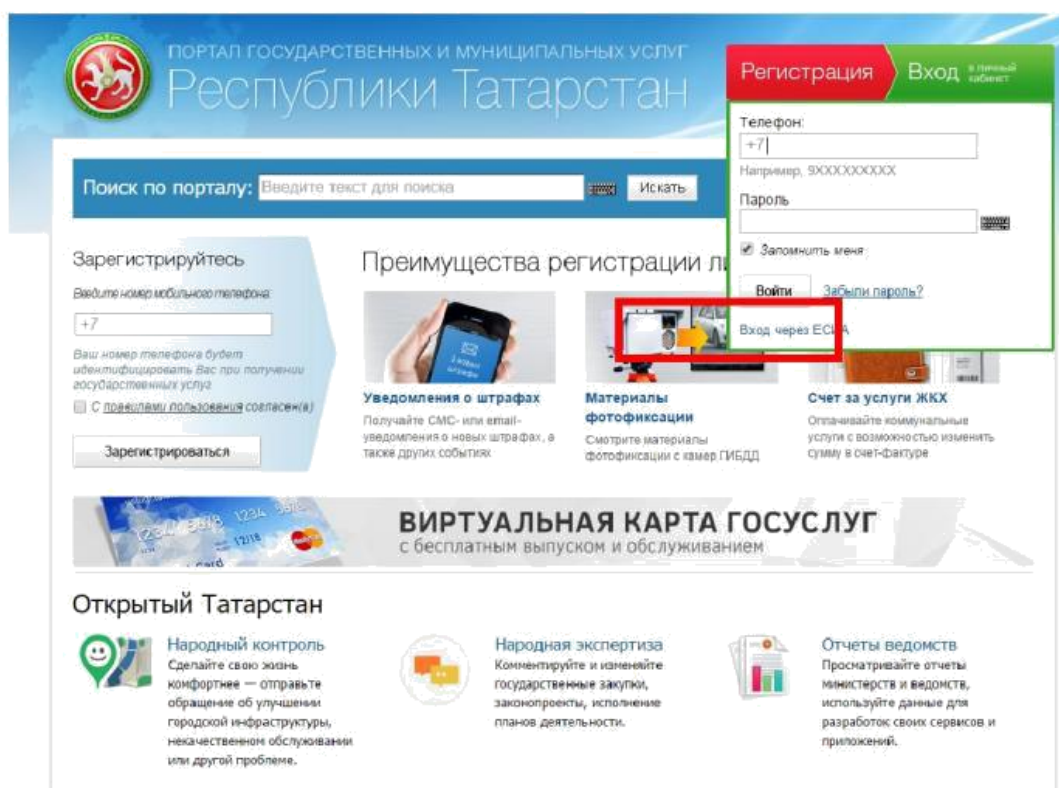 ПОРТАЛ ГОСУДАРСТВЕННЫХ И МУНИЦИПАЛЬНЫХ УСЛУГ
Республики Татарстан
Регистрация
Вход в личный
кабинет
Телефон:
+7
Например, 9XXXXXXXXX
Пароль
Запомнить меня
Войти
Забыли пароль?
Вход через ЕСИА
Поиск по порталу:
Введите текст для поиска
Искать
Зарегистрируйтесь
Введите номер мобильного телефона:
+7
Ваш номер телефона будет
идентифицировать Вас при получении
государственных услуг
С правилами пользования согласен(а)
Зарегистрироваться
Преимущества регистрации
Уведомления о штрафах
Получайте СМС- или email-
уведомления о новых штрафах, а
также других событиях
Материалы
фотофиксации
Смотрите материалы
фотофиксации с камер ГИБДД
Счет за услуги ЖКХ
Оплачивайте коммунальные
услуги с возможностью изменить
сумму в счет-фактуре
ВИРТУАЛЬНАЯ КАРТА ГОСУСЛУГ
с бесплатным выпуском и обслуживанием
Открытый Татарстан
Народный контроль
Сделайте свою жизнь
комфортнее — отправьте
обращение об улучшении
городской инфраструктуры,
некачественном обслуживании
или другой проблеме.
Народная экспертиза
Комментируйте и изменяйте
государственные закупки,
законопроекты, исполнение
планов деятельности.
Отчеты ведомств
Просматривайте отчеты
министерств и ведомств,
используйте данные для
разработок своих сервисов и
приложений.